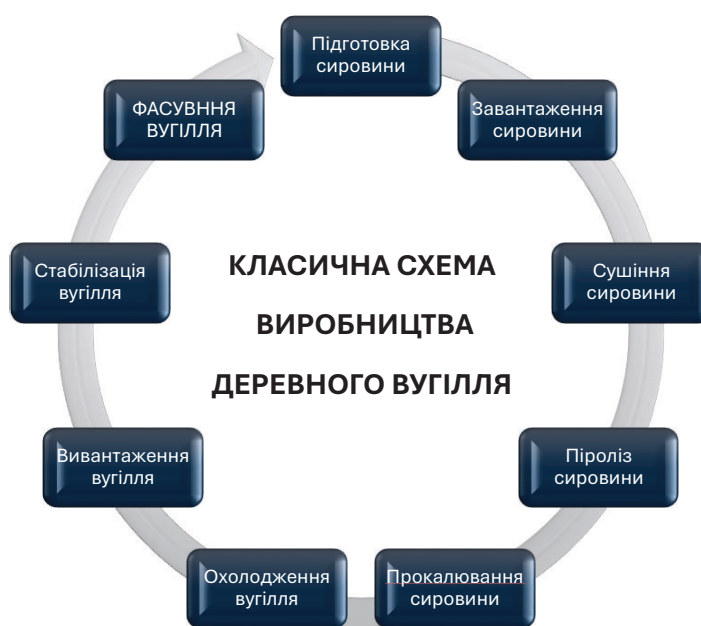 Підготовка
сировини
Завантаження
сировини
Сушіння
сировини
Піроліз
сировини
Прокалювання
сировини
Охолодження
вугілля
Вивантаження
вугілля
Стабілізація
вугілля
ФАСУВННЯ
ВУГІЛЛЯ
КЛАСИЧНА СХЕМА
ВИРОБНИЦТВА
ДЕРЕВНОГО ВУГІЛЛЯ